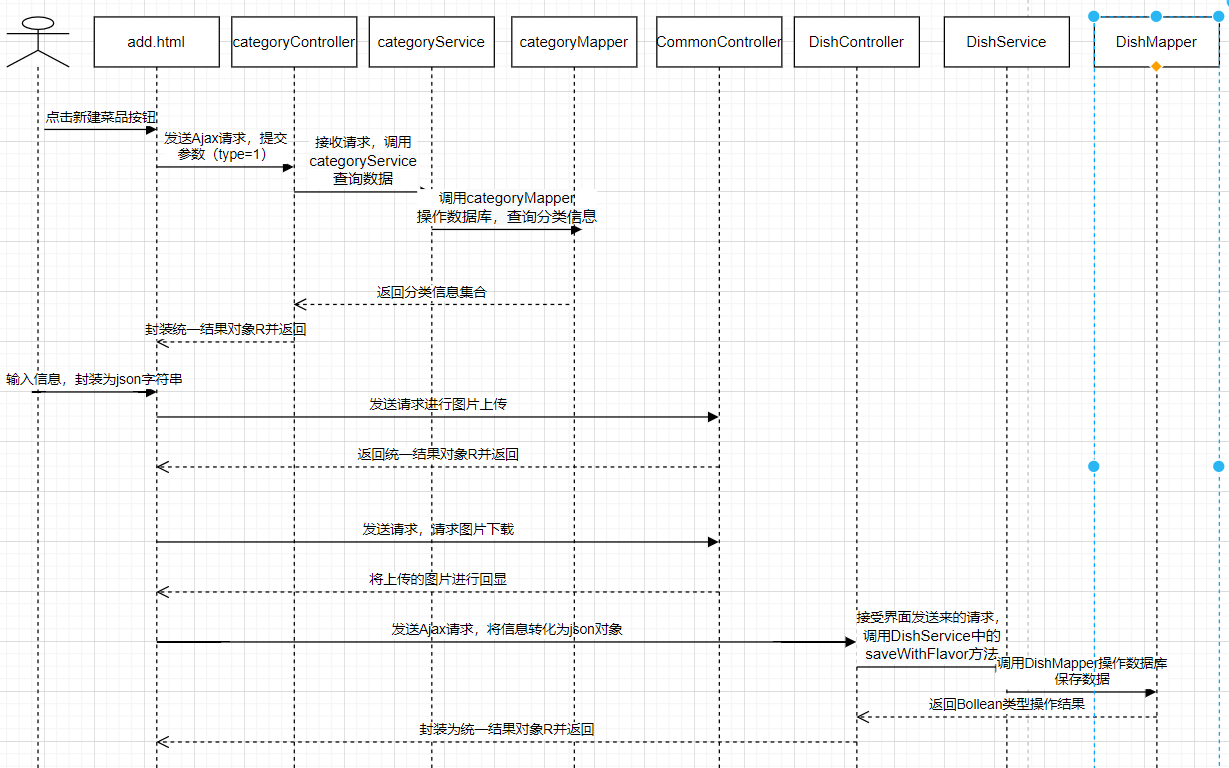 add.html
categoryController
categoryService
categoryMapper
CommonController
DishController
DishService
DishMapper
点击新建菜品按钮
发送Ajax请求，提交
参数（type=1）
接收请求，调用
categoryService
查询数据
调用categoryMapper
操作数据库，查询分类信息
返回分类信息集合
封装统一结果对象R并返回
输入信息，封装为json字符串
发送请求进行图片上传
返回统一结果对象R并返回
发送请求，请求图片下载
将上传的图片进行回显
接受界面发送来的请求，
调用DishService中的
saveWithFlavor方法
发送Ajax请求，将信息转化为json对象
调用DishMapper操作数据库
保存数据
返回Bollean类型操作结果
封装为统一结果对象R并返回